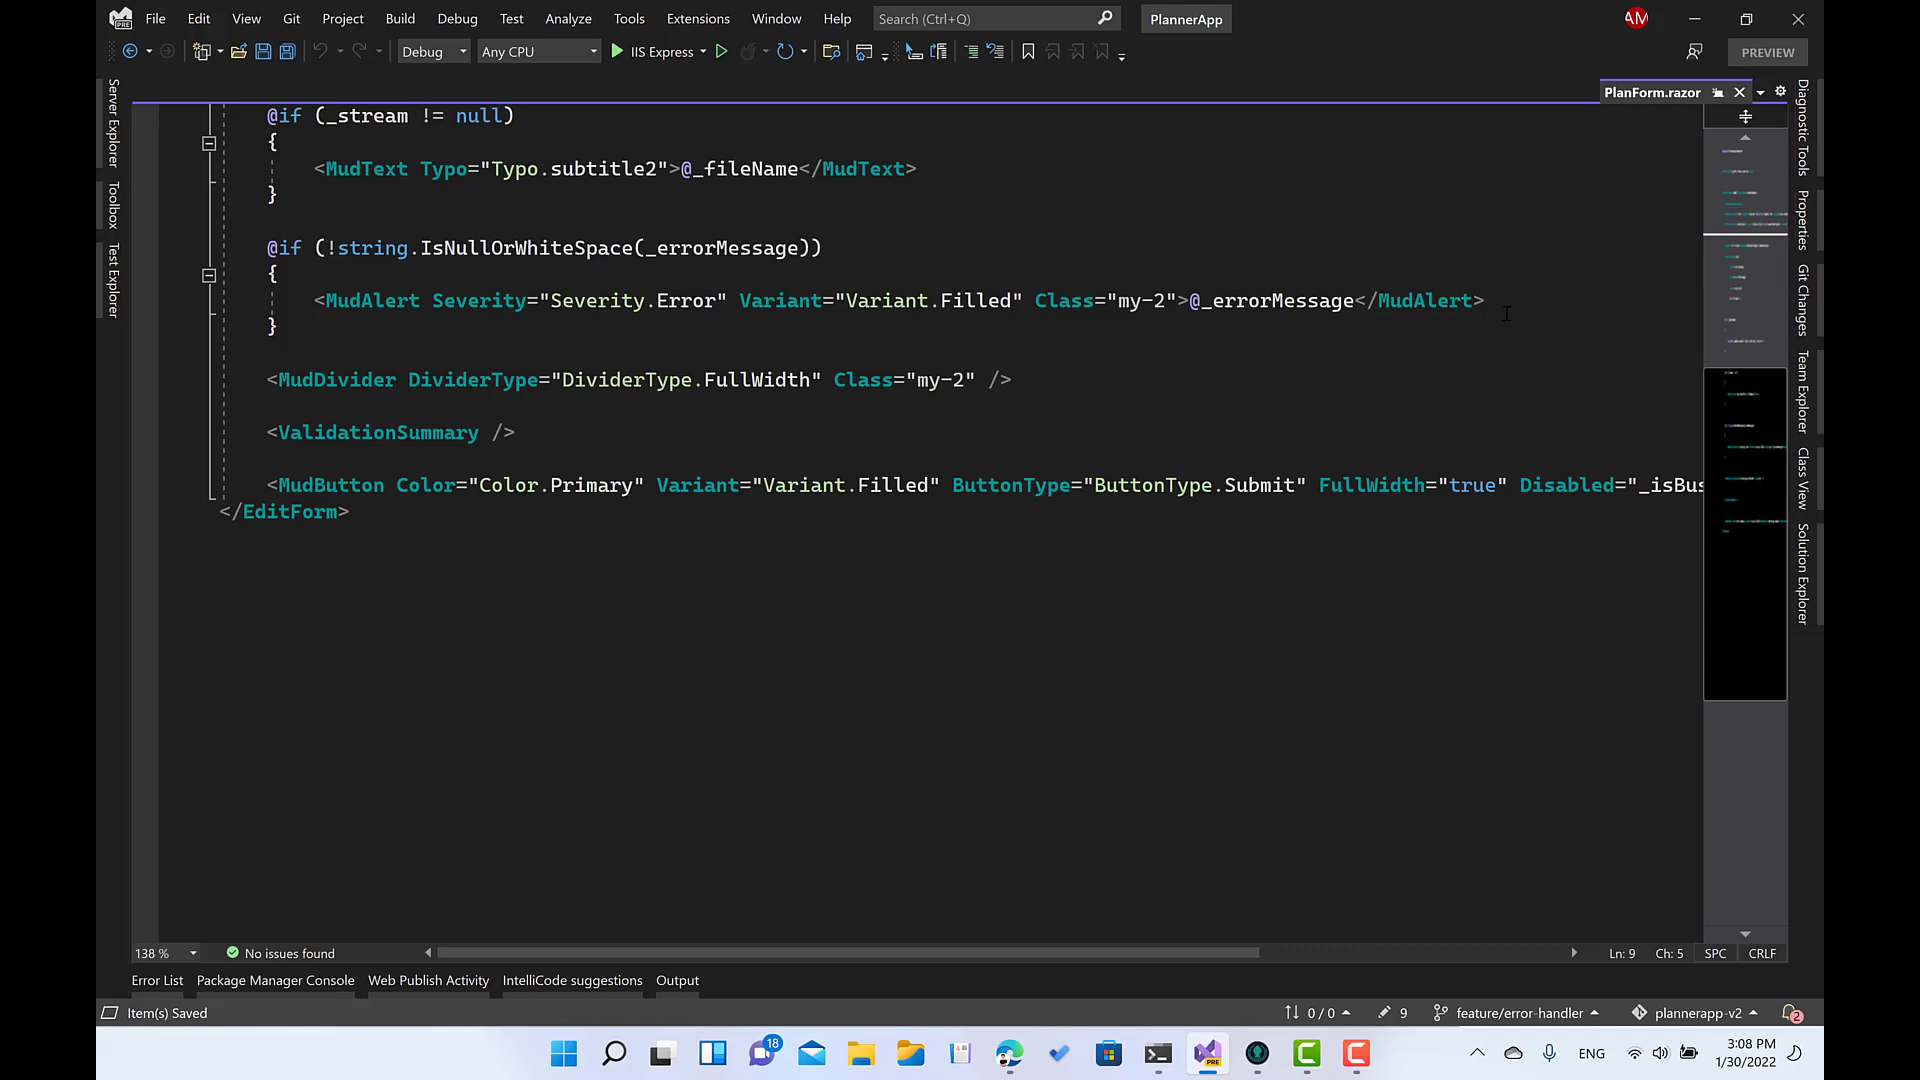 File Edit View Git Project Build Debug Test Analyze Tools Extensions Window Help Search (Ctrl+Q) PlannerApp AM
Debug Any CPU IIS Express PREVIEW
PlanForm.razor
Server Explorer
Toolbox
Test Explorer
@if (_stream != null)
{
<MudText Typo="Typo.subtitle2">@_fileName</MudText>
}
@if (!string.IsNullOrWhiteSpace(_errorMessage))
{
<MudAlert Severity="Severity.Error" Variant="Variant.Filled" Class="my-2">@_errorMessage</MudAlert>
}
<MudDivider DividerType="DividerType.FullWidth" Class="my-2" />
<ValidationSummary />
<MudButton Color="Color.Primary" Variant="Variant.Filled" ButtonType="ButtonType.Submit" FullWidth="true" Disabled="_isBus
</EditForm>
Diagnostic Tools
Properties
Git Changes
Team Explorer
Class View
Solution Explorer
138 % No issues found Ln: 9 Ch: 5 SPC CRLF
Error List Package Manager Console Web Publish Activity IntelliCode suggestions Output
Item(s) Saved 0 / 0 9 feature/error-handler plannerapp-v2 2
18 PRE ENG 3:08 PM
1/30/2022